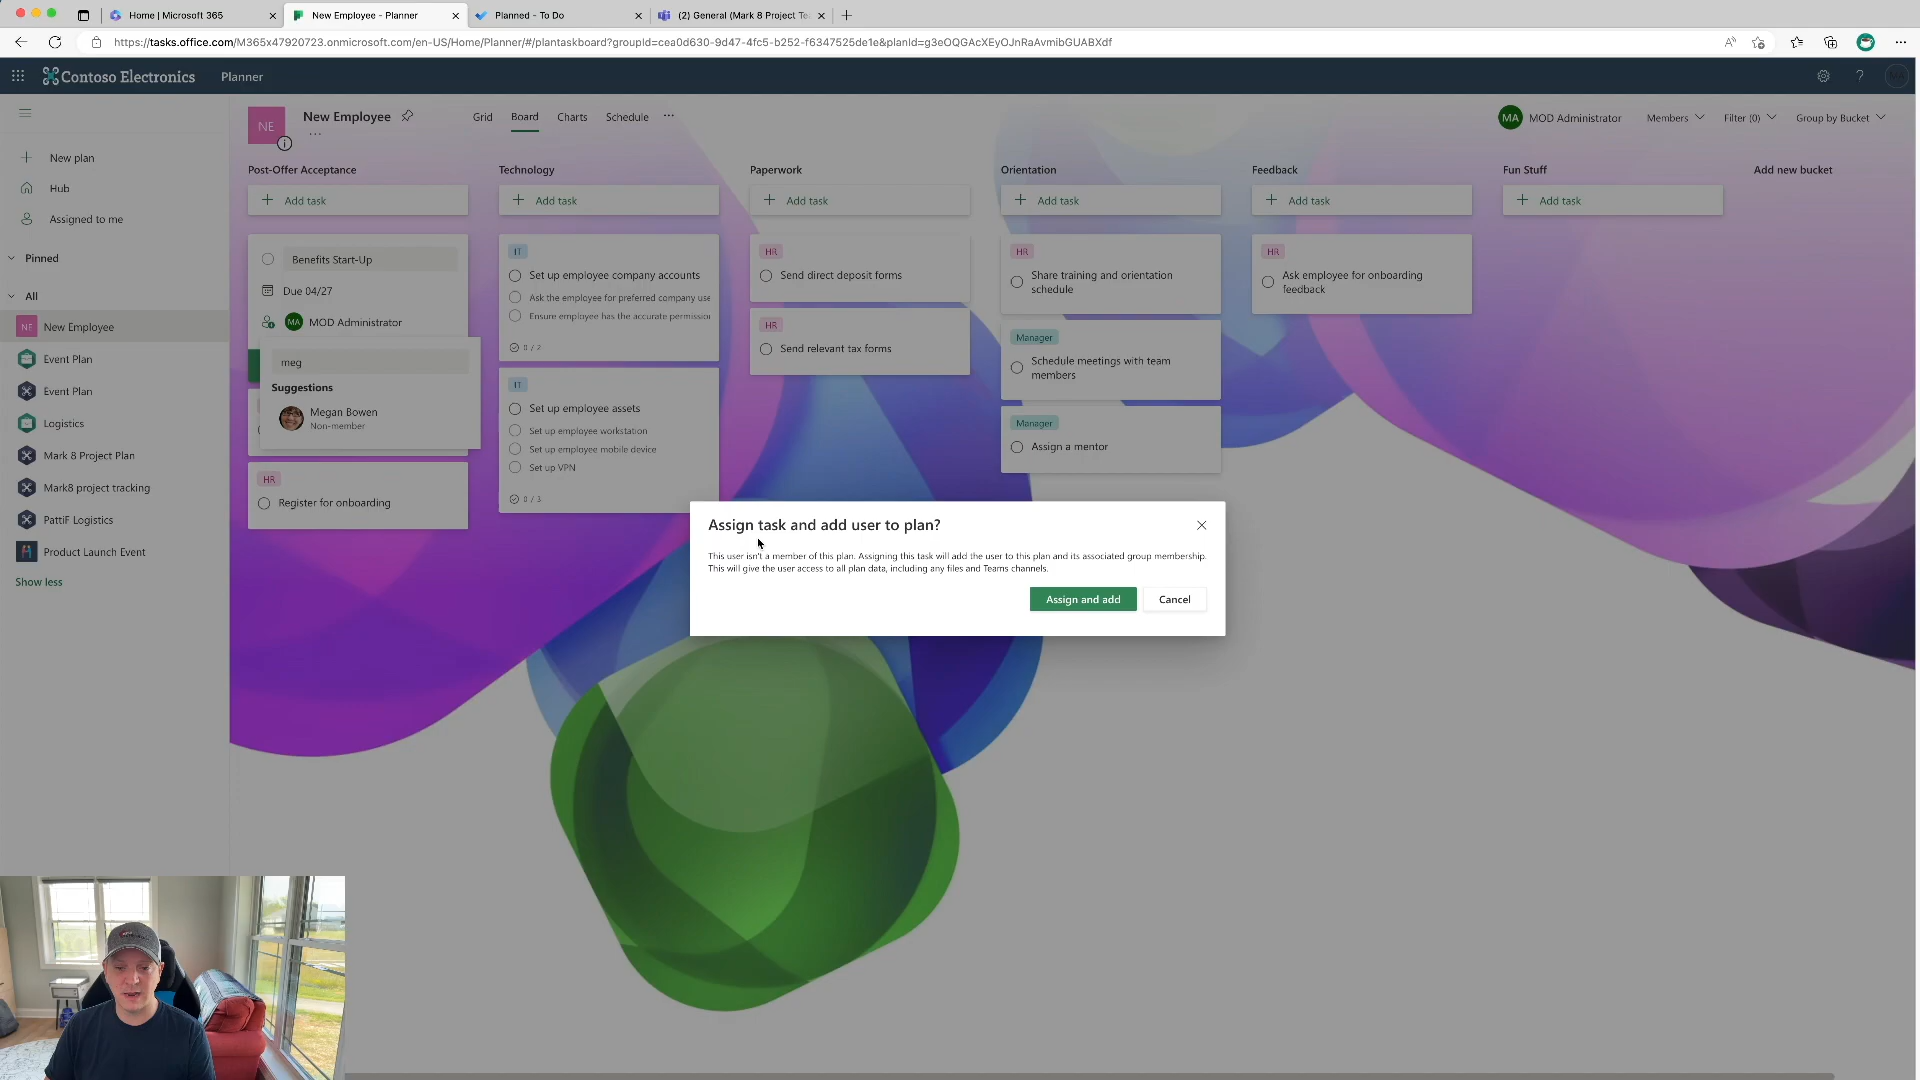 Home | Microsoft 365
New Employee - Planner
Planned - To Do
(2) General (Mark 8 Project Te
https://tasks.office.com/M365x47920723.onmicrosoft.com/en-US/Home/Planner/#/plantaskboard?groupId=cea0d630-9d47-4fc5-b252-f6347525de1e&planId=g3eOQGAcXEyOJnRaAvmibGUABXdf
Contoso Electronics
Planner
?
NE
New Employee
Grid
Board
Charts
Schedule
MA
MOD Administrator
Members
Filter (0)
Group by Bucket
New plan
Hub
Assigned to me
Pinned
All
NE
New Employee
Event Plan
Event Plan
Logistics
Mark 8 Project Plan
Mark8 project tracking
PattiF Logistics
Product Launch Event
Show less
Post-Offer Acceptance
Add task
Benefits Start-Up
Due 04/27
MA
MOD Administrator
meg
Suggestions
Megan Bowen
Non-member
HR
Register for onboarding
Technology
Add task
IT
Set up employee company accounts
Ask the employee for preferred company use
Ensure employee has the accurate permission
0 / 2
IT
Set up employee assets
Set up employee workstation
Set up employee mobile device
Set up VPN
0 / 3
Paperwork
Add task
HR
Send direct deposit forms
HR
Send relevant tax forms
Orientation
Add task
HR
Share training and orientation
schedule
Manager
Schedule meetings with team
members
Manager
Assign a mentor
Feedback
Add task
HR
Ask employee for onboarding
feedback
Fun Stuff
Add task
Add new bucket
Assign task and add user to plan?
This user isn't a member of this plan. Assigning this task will add the user to this plan and its associated group membership.
This will give the user access to all plan data, including any files and Teams channels.
Assign and add
Cancel